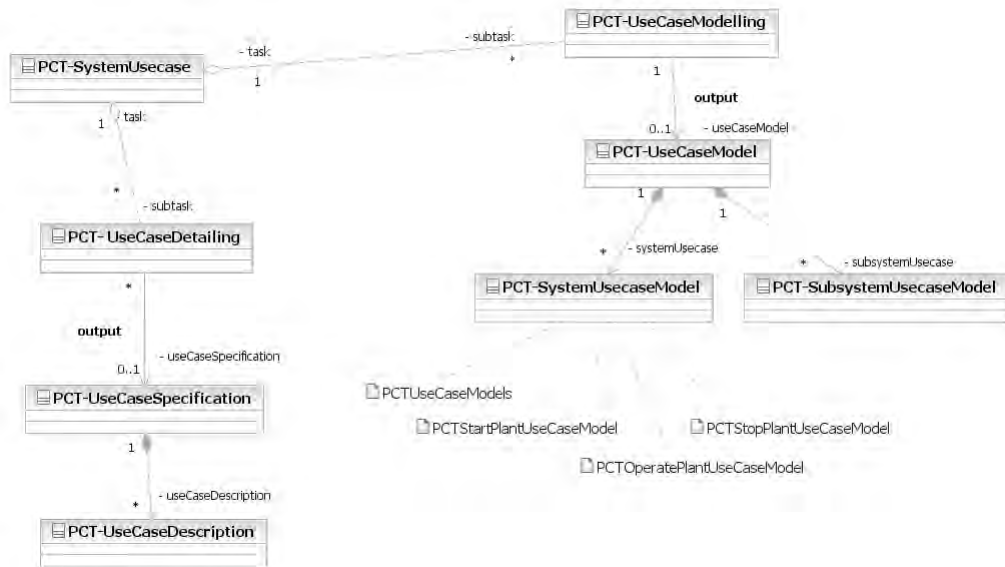 PCT-UseCaseModelling
- subtask
- task
*
1
PCT-SystemUsecase
1
output
0..1
- useCaseModel
1
- task
PCT-UseCaseModel
1
1
*
- subtask
PCT- UseCaseDetailing
*
- systemUsecase
*
- subsystemUsecase
*
PCT-SystemUsecaseModel
PCT-SubsystemUsecaseModel
output
0..1
- useCaseSpecification
PCT-UseCaseSpecification
PCTUseCaseModels
PCTStartPlantUseCaseModel
PCTStopPlantUseCaseModel
1
PCTOperatePlantUseCaseModel
*
- useCaseDescription
PCT-UseCaseDescription